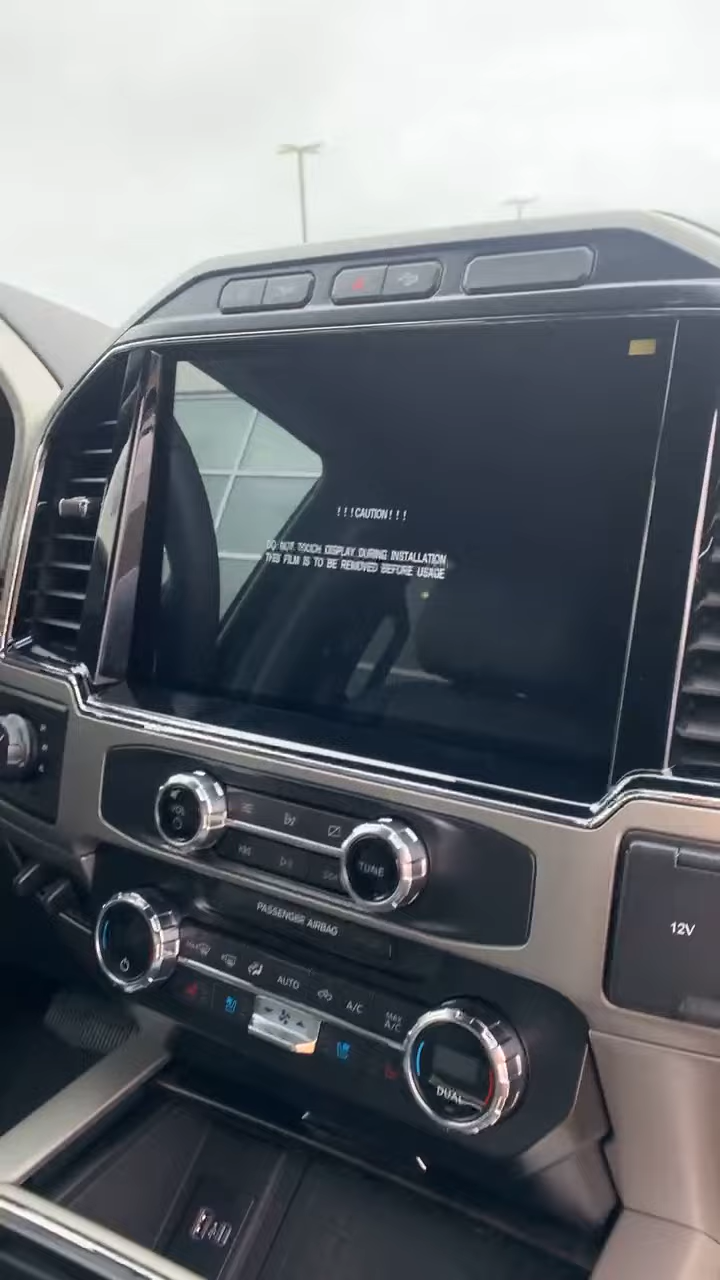 !!!CAUTION!!!
DO NOT TOUCH DISPLAY DURING INSTALLATION
THIS FILM IS TO BE REMOVED BEFORE USAGE
VOL
TUNE
PASSENGER AIRBAG
12V
AUTO
A/C
MAX
A/C
DUAL